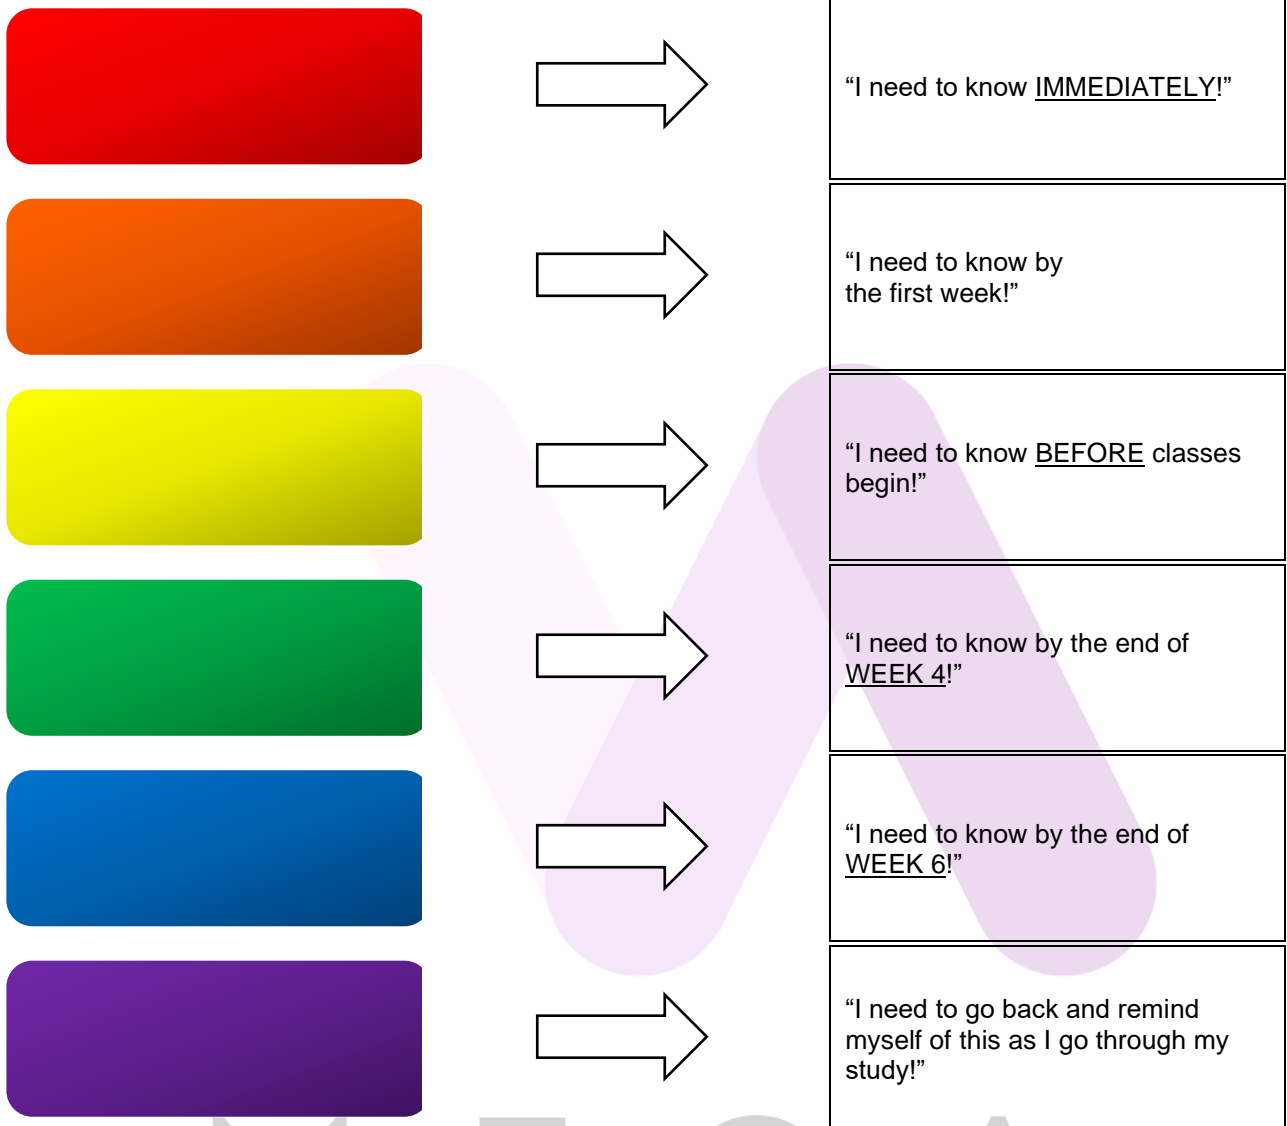 “I need to know IMMEDIATELY!”
“I need to know by
the first week!”
“I need to know BEFORE classes
begin!”
“I need to know by the end of
WEEK 4!”
“I need to know by the end of
WEEK 6!”
“I need to go back and remind
myself of this as I go through my
study!”